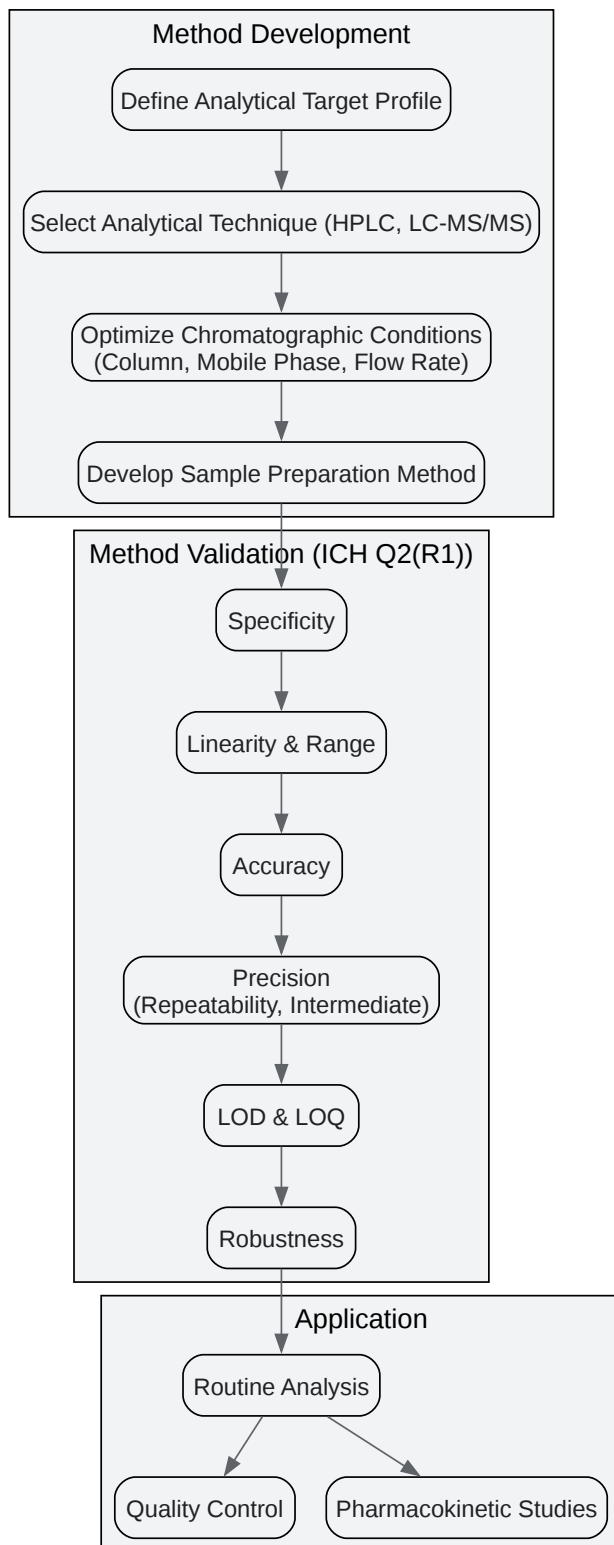 Method Development
Define Analytical Target Profile
Select Analytical Technique (HPLC, LC-MS/MS)
Optimize Chromatographic Conditions
(Column, Mobile Phase, Flow Rate)
Develop Sample Preparation Method
Method Validation (ICH Q2(R1))
Specificity
Linearity & Range
Accuracy
Precision
(Repeatability, Intermediate)
LOD & LOQ
Robustness
Application
Routine Analysis
Quality Control
Pharmacokinetic Studies